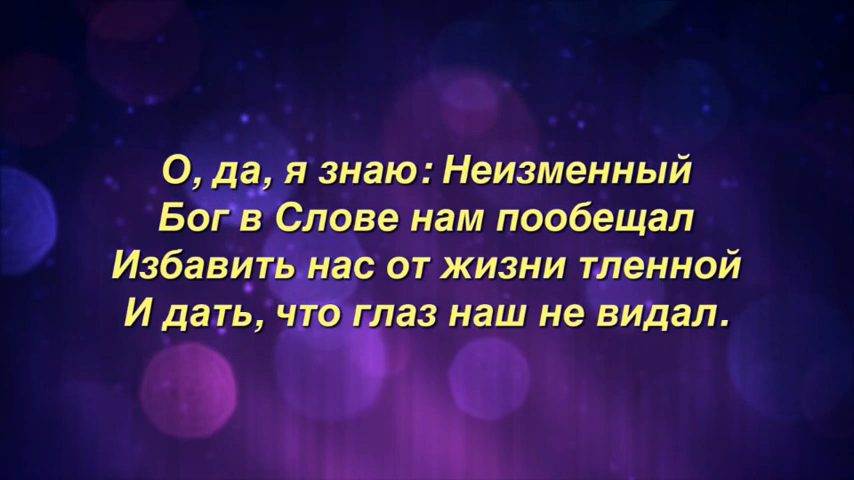 О, да, я знаю: Неизменный
Бог в Слове нам пообещал
Избавить нас от жизни тленной
И дать, что глаз наш не видал.